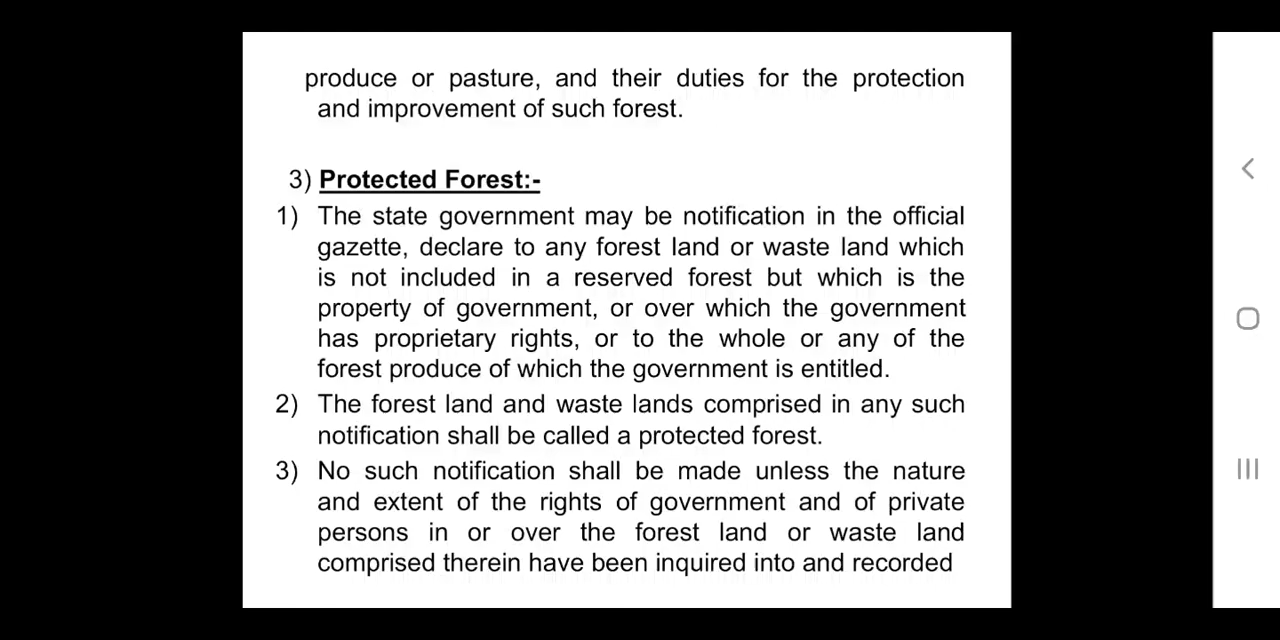 produce or pasture, and their duties for the protection
and improvement of such forest.
3) Protected Forest:-
1) The state government may be notification in the official
gazette, declare to any forest land or waste land which
is not included in a reserved forest but which is the
property of government, or over which the government
has proprietary rights, or to the whole or any of the
forest produce of which the government is entitled.
2) The forest land and waste lands comprised in any such
notification shall be called a protected forest.
3) No such notification shall be made unless the nature
and extent of the rights of government and of private
persons in or over the forest land or waste land
comprised therein have been inquired into and recorded